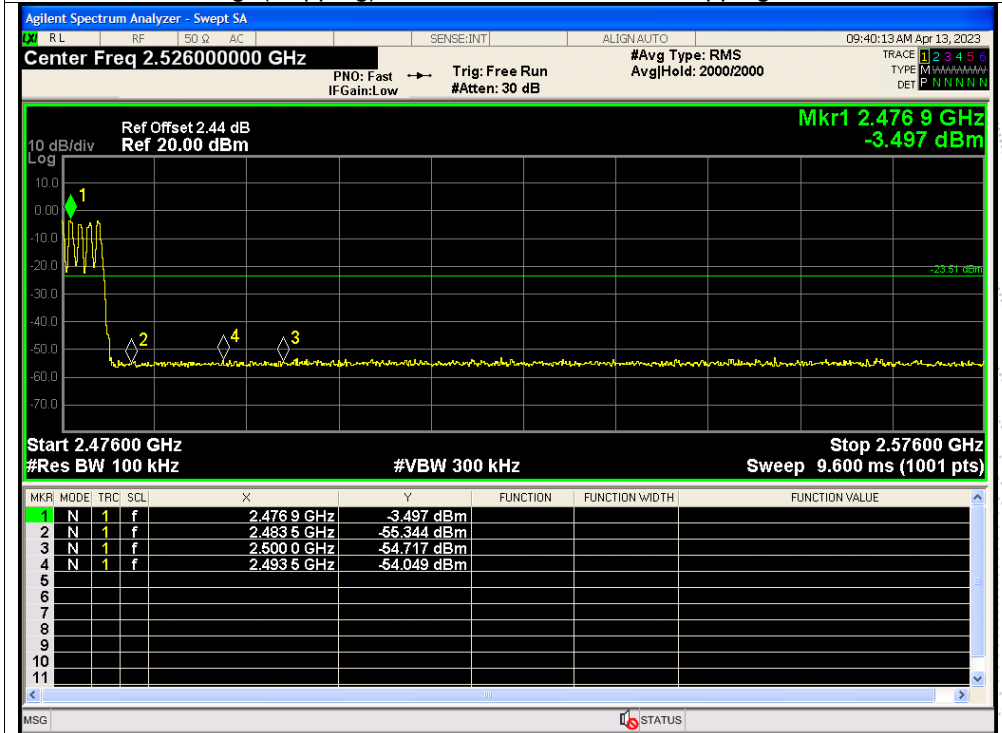 Agilent Spectrum Analyzer - Swept SA
LXI RL RF 50 Ω AC SENSE:INT ALIGN AUTO 09:40:13 AM Apr 13, 2023
Center Freq 2.526000000 GHz
PNO: Fast
IFGain:Low
Trig: Free Run
#Atten: 30 dB
#Avg Type: RMS
Avg|Hold: 2000/2000
TRACE 1 2 3 4 5 6
TYPE M
DET P N N N N N
Mkr1 2.476 9 GHz
-3.497 dBm
Ref Offset 2.44 dB
10 dB/div Ref 20.00 dBm
Log
10.0
1
0.00
-10.0
-20.0
-23.51 dBm
-30.0
-40.0
2 4 3
-50.0
-60.0
-70.0
Start 2.47600 GHz Stop 2.57600 GHz
#Res BW 100 kHz #VBW 300 kHz Sweep 9.600 ms (1001 pts)
MKR MODE TRC SCL X Y FUNCTION FUNCTION WIDTH FUNCTION VALUE
1 N 1 f 2.476 9 GHz -3.497 dBm
2 N 1 f 2.483 5 GHz -55.344 dBm
3 N 1 f 2.500 0 GHz -54.717 dBm
4 N 1 f 2.493 5 GHz -54.049 dBm
5
6
7
8
9
10
11
MSG STATUS